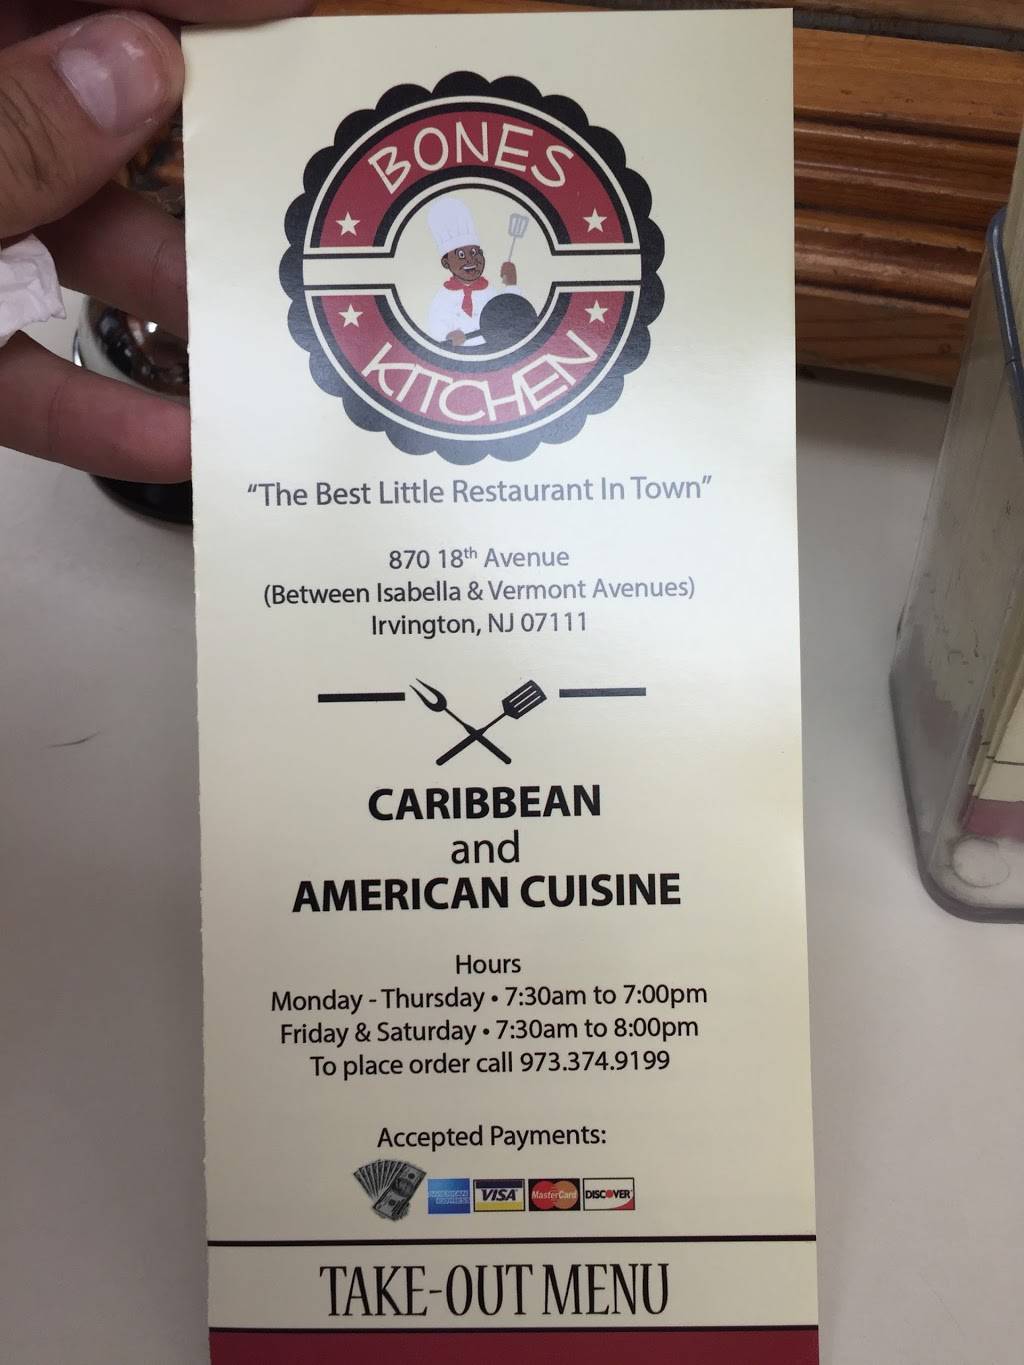 BONES
KITCHEN
“The Best Little Restaurant In Town”
870 18th Avenue
(Between Isabella & Vermont Avenues)
Irvington, NJ 07111
CARIBBEAN
and
AMERICAN CUISINE
Hours
Monday - Thursday • 7:30am to 7:00pm
Friday & Saturday • 7:30am to 8:00pm
To place order call 973.374.9199
Accepted Payments:
AMERICAN EXPRESS VISA MasterCard DISCOVER
TAKE-OUT MENU